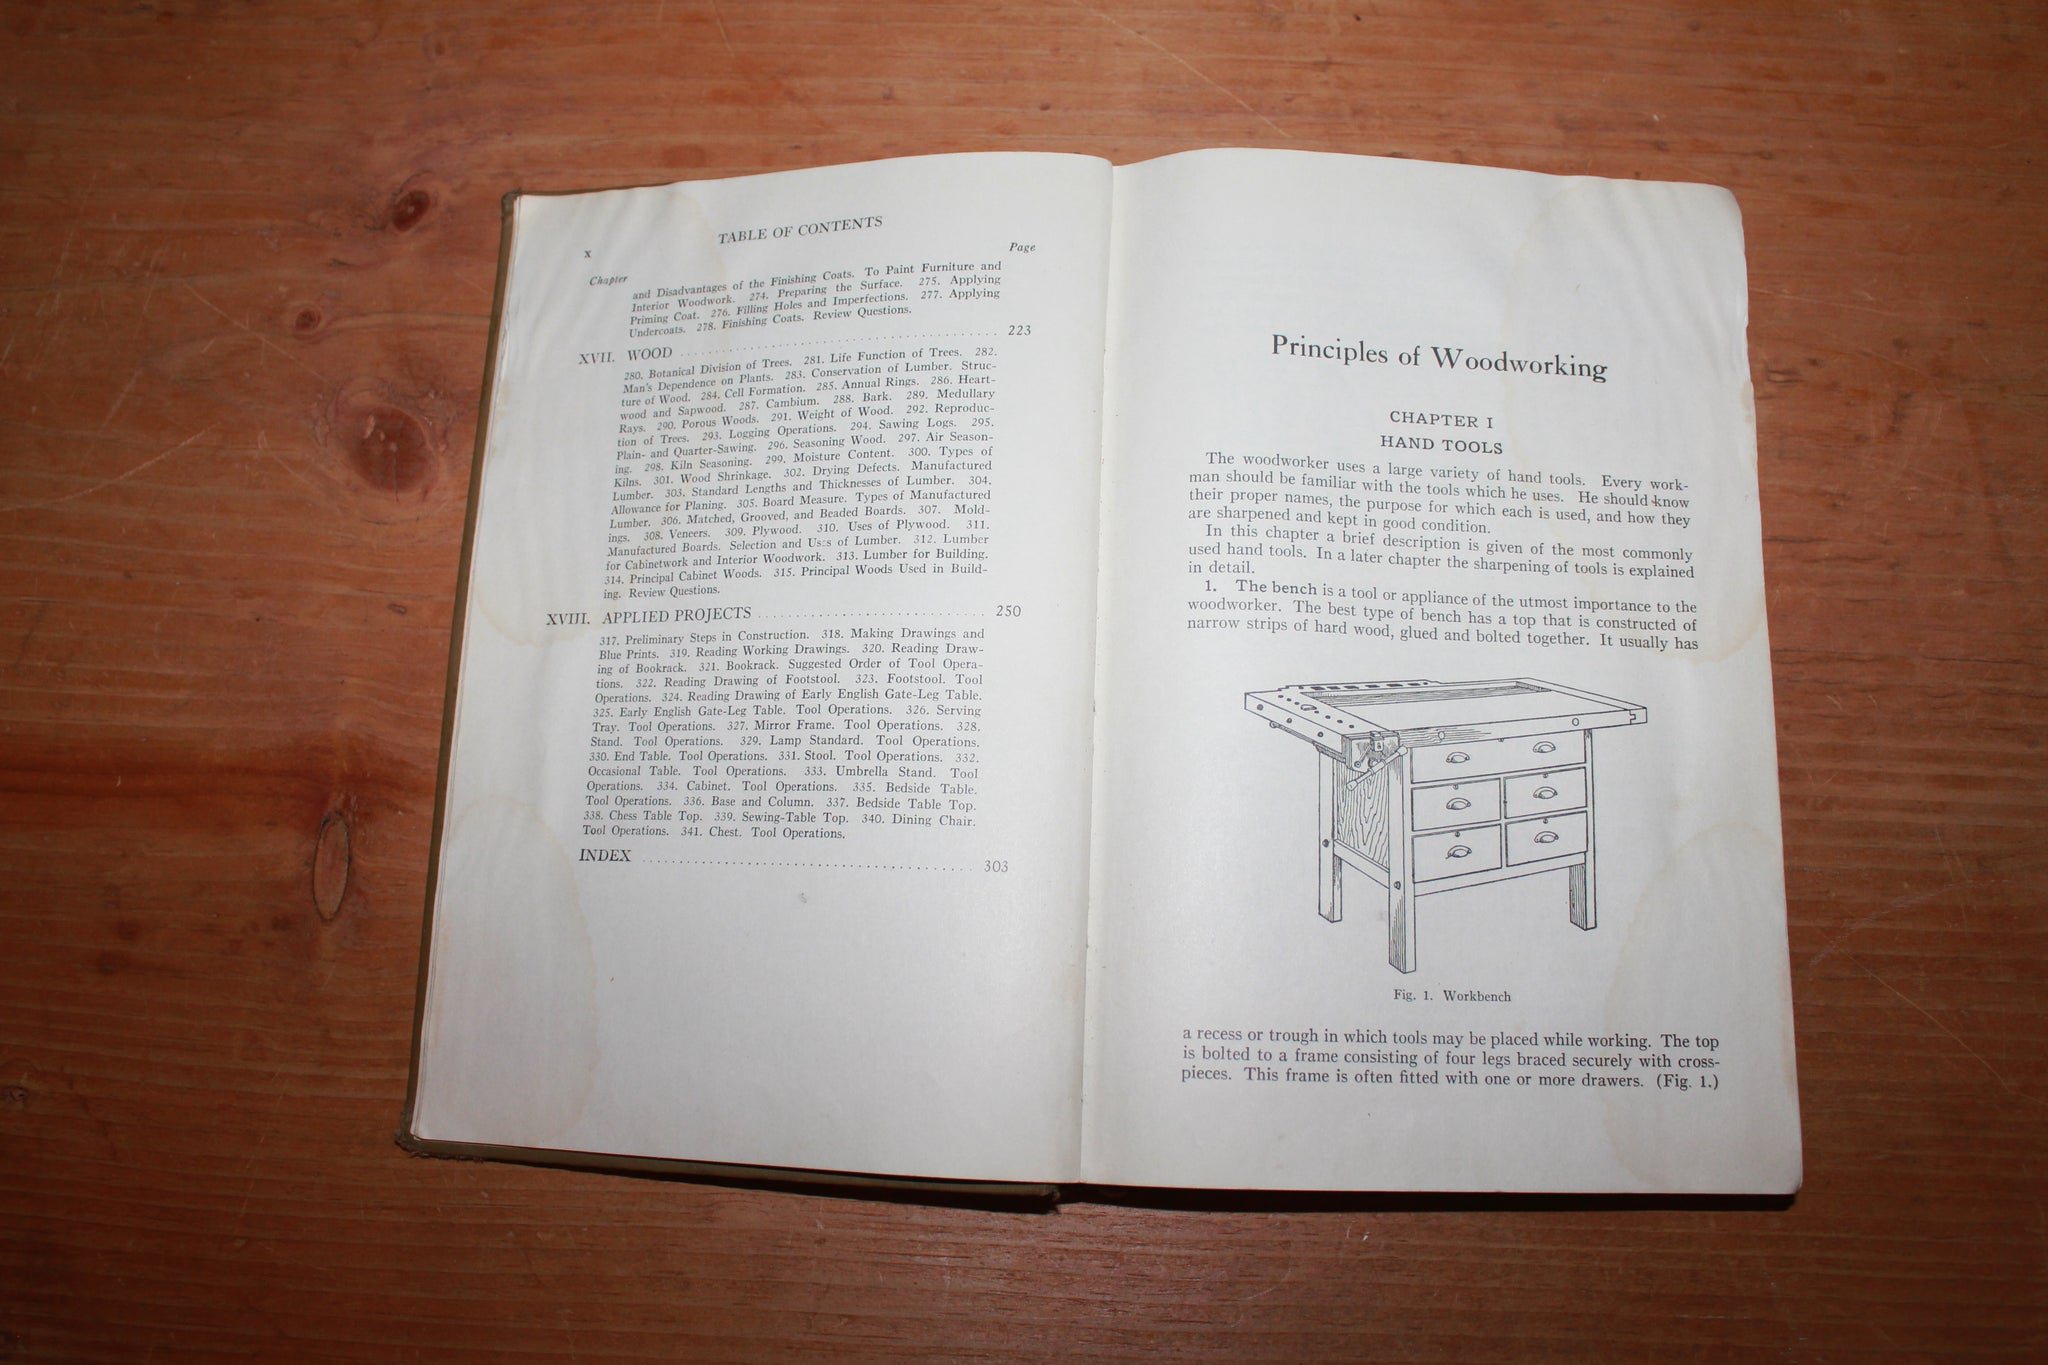 TABLE OF CONTENTS
x
Page
Chapter
and Disadvantages of the Finishing Coats. To Paint Furniture and
Interior Woodwork. 274. Preparing the Surface. 275. Applying
Priming Coat. 276. Filling Holes and Imperfections. 277. Applying
Undercoats. 278. Finishing Coats. Review Questions.
XVII. WOOD . . . . . . . . . . . . . . . . . . . . . . . . . . . . . . . . . . . . . . . . 223
280. Botanical Division of Trees. 281. Life Function of Trees. 282.
Man's Dependence on Plants. 283. Conservation of Lumber. Struc-
ture of Wood. 284. Cell Formation. 285. Annual Rings. 286. Heart-
wood and Sapwood. 287. Cambium. 288. Bark. 289. Medullary
Rays. 290. Porous Woods. 291. Weight of Wood. 292. Reproduc-
tion of Trees. 293. Logging Operations. 294. Sawing Logs. 295.
Plain- and Quarter-Sawing. 296. Seasoning Wood. 297. Air Season-
ing. 298. Kiln Seasoning. 299. Moisture Content. 300. Types of
Kilns. 301. Wood Shrinkage. 302. Drying Defects. Manufactured
Lumber. 303. Standard Lengths and Thicknesses of Lumber. 304.
Allowance for Planing. 305. Board Measure. Types of Manufactured
Lumber. 306. Matched, Grooved, and Beaded Boards. 307. Mold-
ings. 308. Veneers. 309. Plywood. 310. Uses of Plywood. 311.
Manufactured Boards. Selection and Uses of Lumber. 312. Lumber
for Cabinetwork and Interior Woodwork. 313. Lumber for Building.
314. Principal Cabinet Woods. 315. Principal Woods Used in Build-
ing. Review Questions.
XVIII. APPLIED PROJECTS . . . . . . . . . . . . . . . . . . . . . . . . . . . . . 250
317. Preliminary Steps in Construction. 318. Making Drawings and
Blue Prints. 319. Reading Working Drawings. 320. Reading Draw-
ing of Bookrack. 321. Bookrack. Suggested Order of Tool Opera-
tions. 322. Reading Drawing of Footstool. 323. Footstool. Tool
Operations. 324. Reading Drawing of Early English Gate-Leg Table.
325. Early English Gate-Leg Table. Tool Operations. 326. Serving
Tray. Tool Operations. 327. Mirror Frame. Tool Operations. 328.
Stand. Tool Operations. 329. Lamp Standard. Tool Operations.
330. End Table. Tool Operations. 331. Stool. Tool Operations. 332.
Occasional Table. Tool Operations. 333. Umbrella Stand. Tool
Operations. 334. Cabinet. Tool Operations. 335. Bedside Table.
Tool Operations. 336. Base and Column. 337. Bedside Table Top.
338. Chess Table Top. 339. Sewing-Table Top. 340. Dining Chair.
Tool Operations. 341. Chest. Tool Operations.
INDEX . . . . . . . . . . . . . . . . . . . . . . . . . . . . . . . . . . . . . . . . . 303
Principles of Woodworking
CHAPTER I
HAND TOOLS
The woodworker uses a large variety of hand tools. Every work-
man should be familiar with the tools which he uses. He should know
their proper names, the purpose for which each is used, and how they
are sharpened and kept in good condition.
In this chapter a brief description is given of the most commonly
used hand tools. In a later chapter the sharpening of tools is explained
in detail.
1. The bench is a tool or appliance of the utmost importance to the
woodworker. The best type of bench has a top that is constructed of
narrow strips of hard wood, glued and bolted together. It usually has
Fig. 1. Workbench
a recess or trough in which tools may be placed while working. The top
is bolted to a frame consisting of four legs braced securely with cross-
pieces. This frame is often fitted with one or more drawers. (Fig. 1.)